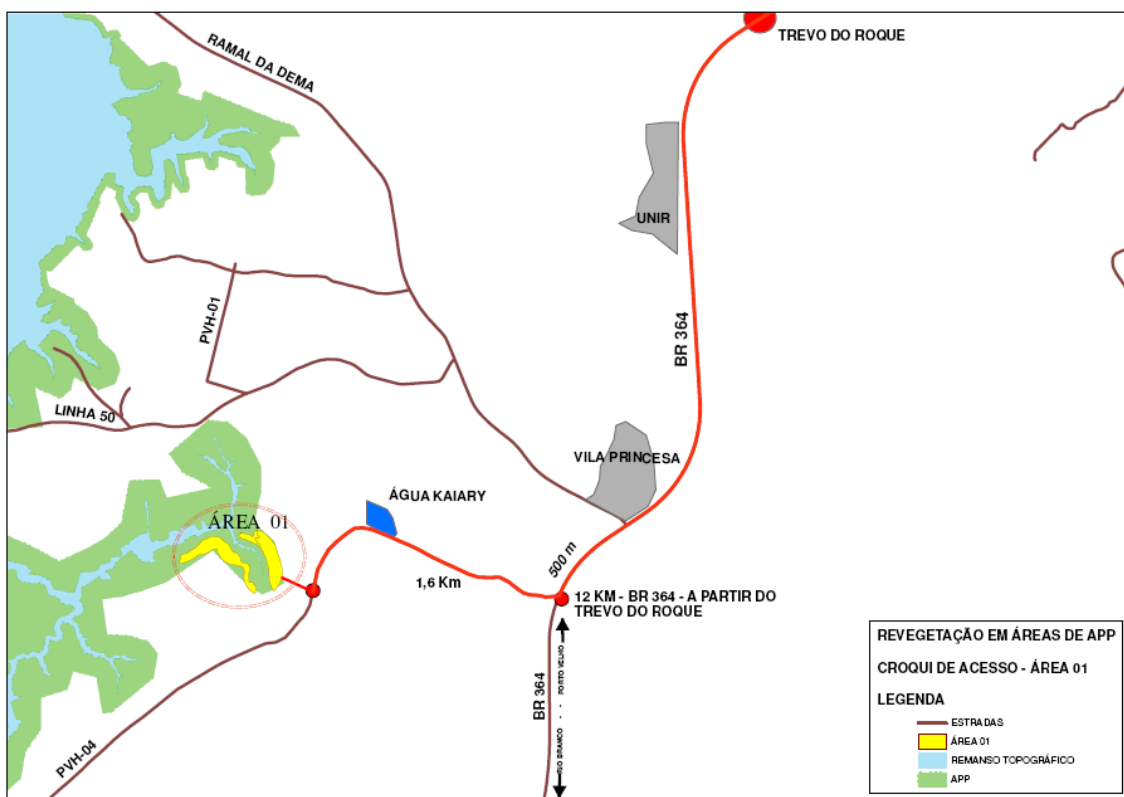 TREVO DO ROQUE
RAMAL DA DEMA
UNIR
PVH-01
BR 364
LINHA 50
VILA PRINCESA
ÁGUA KAIARY
ÁREA 01
500 m
1,6 Km
12 KM - BR 364 - A PARTIR DO
TREVO DO ROQUE
BR 364
BRANCO - - PORTO VELHO
PVH-04
REVEGETAÇÃO EM ÁREAS DE APP
CROQUI DE ACESSO - ÁREA 01
LEGENDA
ESTRADAS
ÁREA 01
REMANSO TOPOGRÁFICO
APP